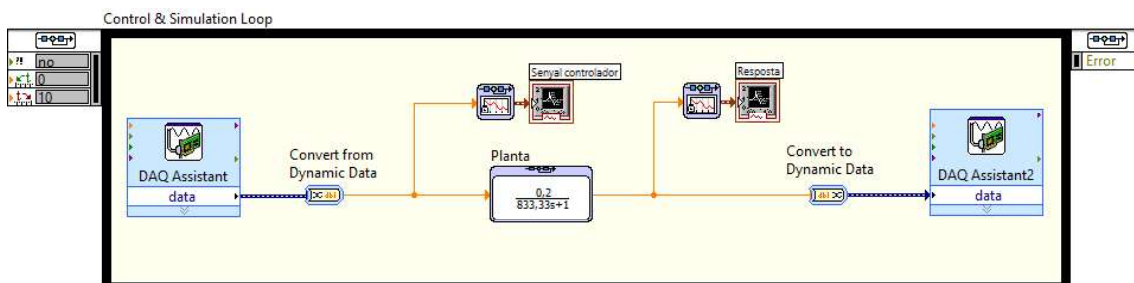 Control & Simulation Loop
?! no
0
10
Error
Senyal controlador
Resposta
DAQ Assistant
data
Convert from
Dynamic Data
Planta
0,2
833,33s+1
Convert to
Dynamic Data
DAQ Assistant2
data